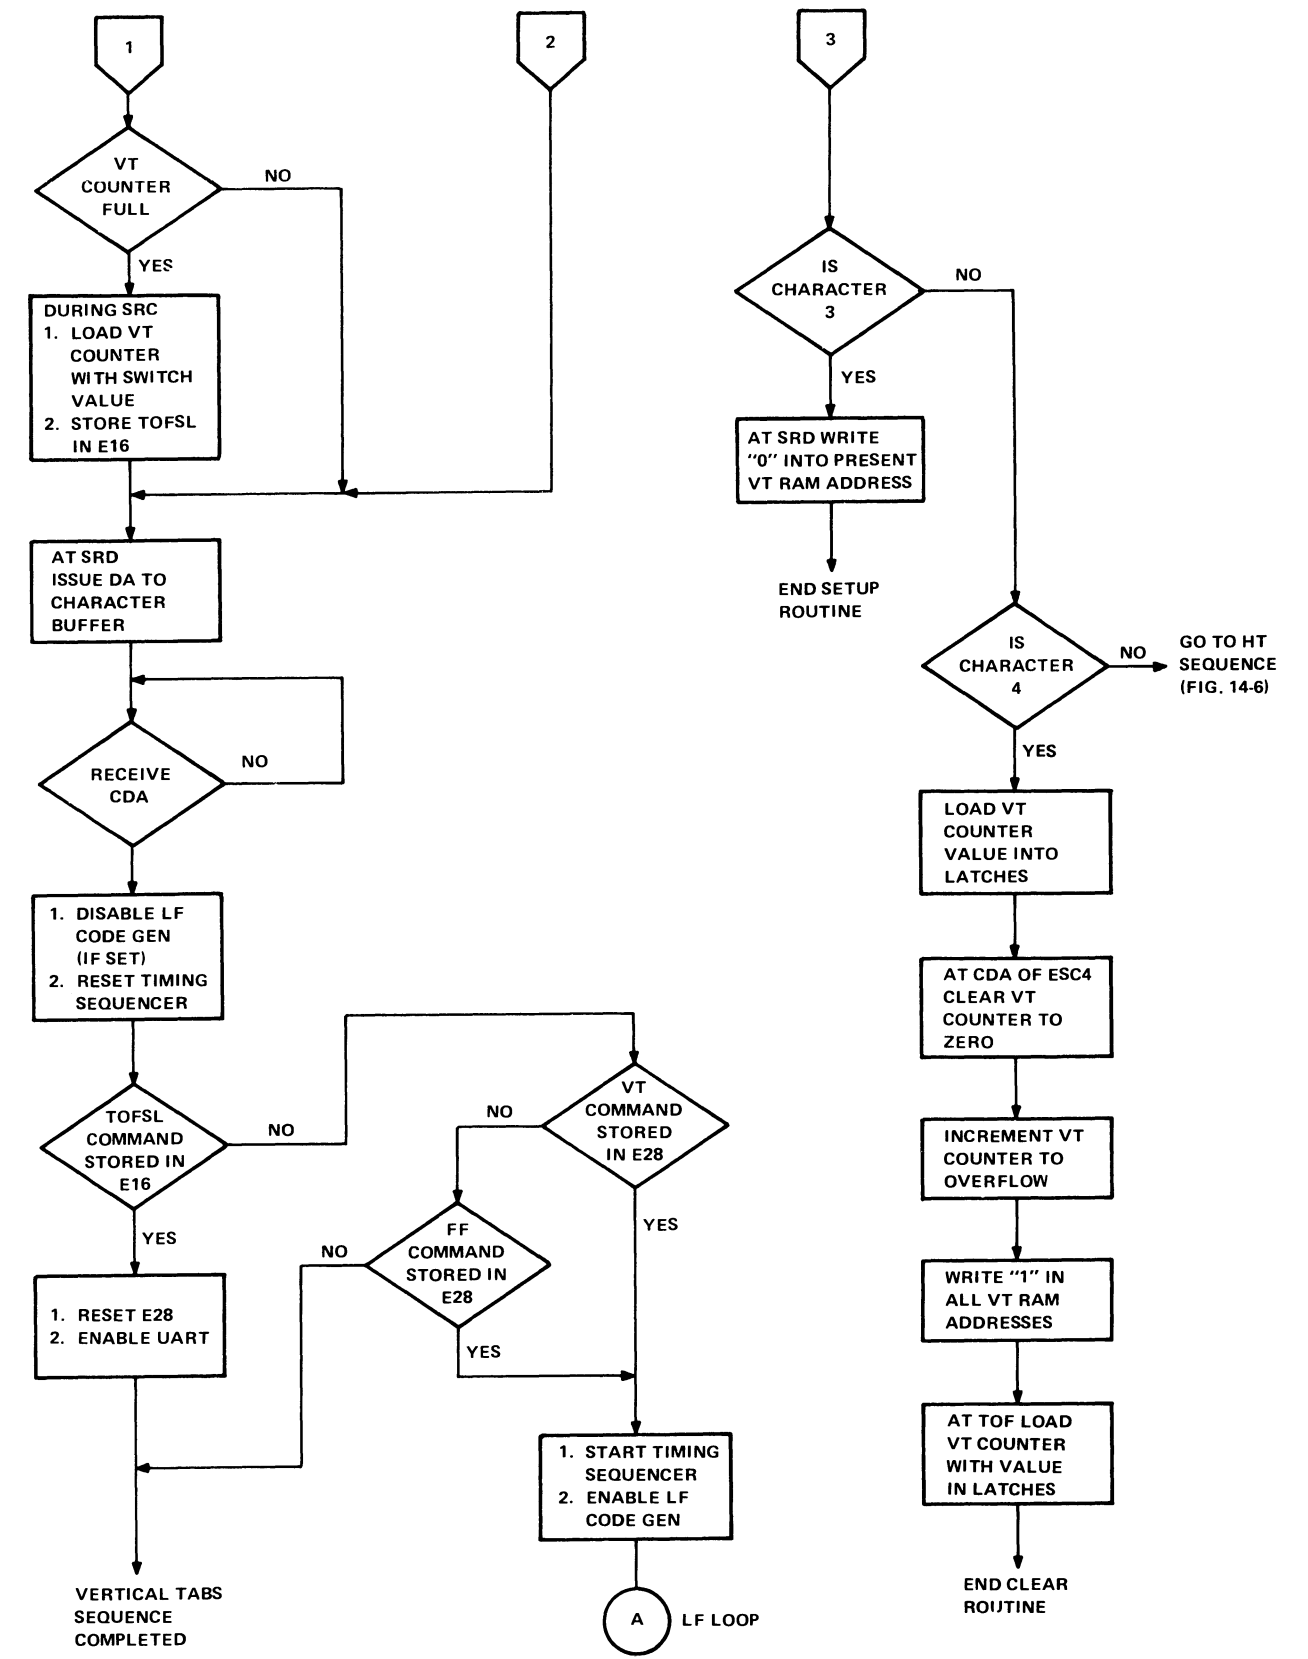 1
VT
COUNTER
FULL
NO
YES
DURING SRC
1. LOAD VT
COUNTER
WITH SWITCH
VALUE
2. STORE TOFSL
IN E16
AT SRD
ISSUE DA TO
CHARACTER
BUFFER
RECEIVE
CDA
NO
1. DISABLE LF
CODE GEN
(IF SET)
2. RESET TIMING
SEQUENCER
TOFSL
COMMAND
STORED IN
E16
NO
YES
1. RESET E28
2. ENABLE UART
VERTICAL TABS
SEQUENCE
COMPLETED
2
VT
COMMAND
STORED
IN E28
NO
YES
FF
COMMAND
STORED IN
E28
NO
YES
1. START TIMING
SEQUENCER
2. ENABLE LF
CODE GEN
A
LF LOOP
3
IS
CHARACTER
3
NO
YES
AT SRD WRITE
"0" INTO PRESENT
VT RAM ADDRESS
END SETUP
ROUTINE
IS
CHARACTER
4
NO
GO TO HT
SEQUENCE
(FIG. 14-6)
YES
LOAD VT
COUNTER
VALUE INTO
LATCHES
AT CDA OF ESC4
CLEAR VT
COUNTER TO
ZERO
INCREMENT VT
COUNTER TO
OVERFLOW
WRITE "1" IN
ALL VT RAM
ADDRESSES
AT TOF LOAD
VT COUNTER
WITH VALUE
IN LATCHES
END CLEAR
ROUTINE